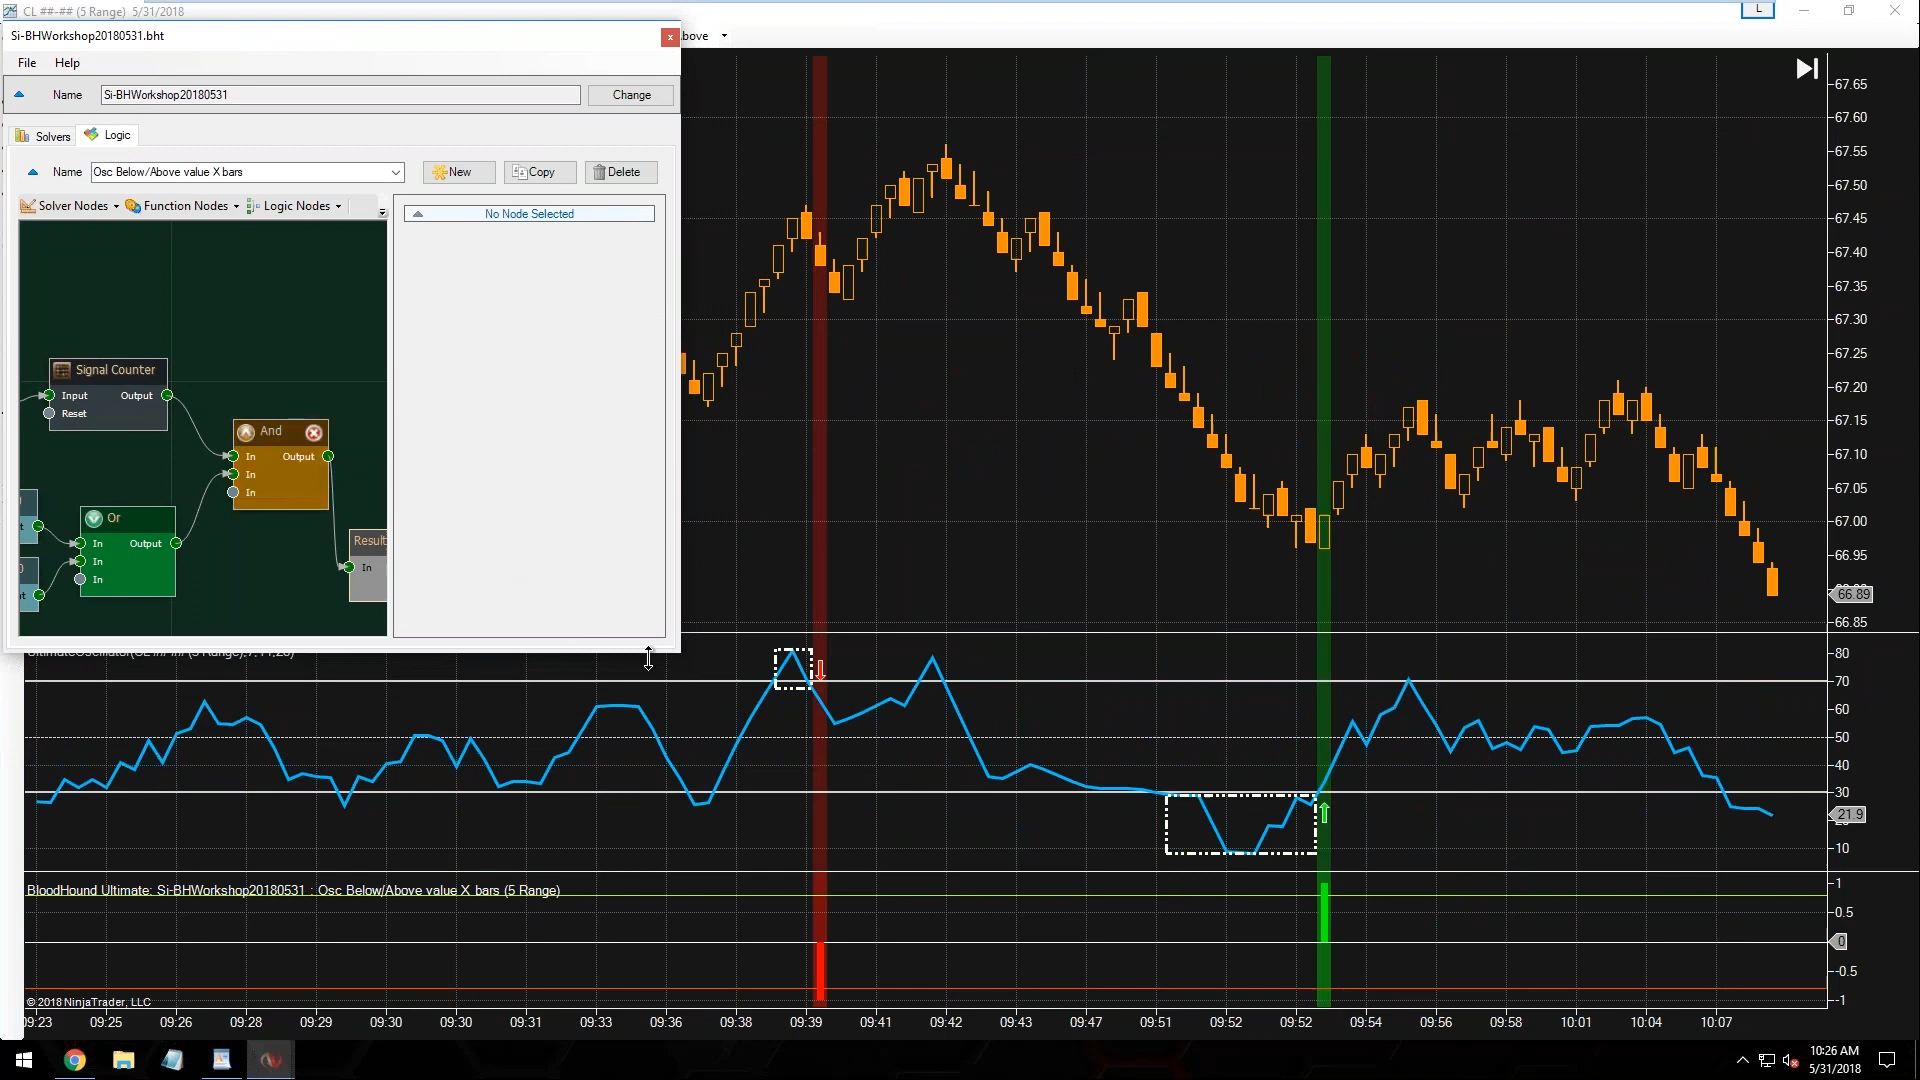 CL ##-## (5 Range)  5/31/2018
L
Si-BHWorkshop20180531.bht
x
bove
File
Help
Name
Si-BHWorkshop20180531
Change
Solvers
Logic
Name
Osc Below/Above value X bars
New
Copy
Delete
Solver Nodes
Function Nodes
Logic Nodes
No Node Selected
Signal Counter
Input
Output
Reset
And
In
Output
In
In
Or
In
Output
In
In
Result
In
67.65
67.60
67.55
67.50
67.45
67.40
67.35
67.30
67.25
67.20
67.15
67.10
67.05
67.00
66.95
66.89
66.85
80
70
60
50
40
30
21.9
10
BloodHound Ultimate: Si-BHWorkshop20180531 : Osc Below/Above value X bars (5 Range)
1
0.5
0
-0.5
-1
© 2018 NinjaTrader, LLC
09:23
09:25
09:26
09:28
09:29
09:30
09:30
09:31
09:33
09:36
09:38
09:39
09:41
09:42
09:43
09:47
09:51
09:52
09:52
09:54
09:56
09:58
10:01
10:04
10:07
10:26 AM
5/31/2018